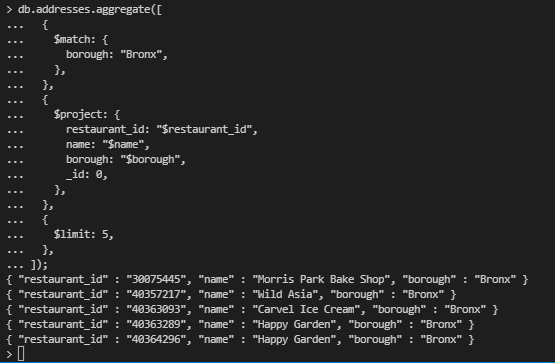 > db.addresses.aggregate([
...   {
...     $match: {
...       borough: "Bronx",
...     },
...   },
...   {
...     $project: {
...       restaurant_id: "$restaurant_id",
...       name: "$name",
...       borough: "$borough",
...       _id: 0,
...     },
...   },
...   {
...     $limit: 5,
...   },
... ]);
{ "restaurant_id" : "30075445", "name" : "Morris Park Bake Shop", "borough" : "Bronx" }
{ "restaurant_id" : "40357217", "name" : "Wild Asia", "borough" : "Bronx" }
{ "restaurant_id" : "40363093", "name" : "Carvel Ice Cream", "borough" : "Bronx" }
{ "restaurant_id" : "40363289", "name" : "Happy Garden", "borough" : "Bronx" }
{ "restaurant_id" : "40364296", "name" : "Happy Garden", "borough" : "Bronx" }
>